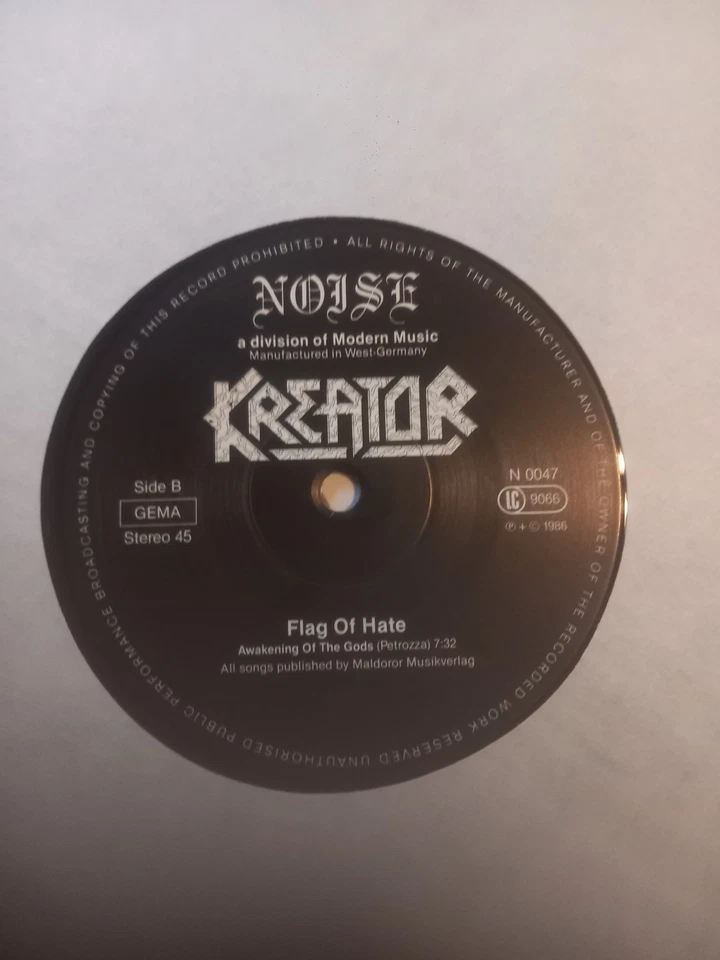 NOISE
a division of Modern Music
Manufactured in West-Germany
KREATOR
Side B
GEMA
Stereo 45
N 0047
LC 9066
℗ + © 1986
Flag Of Hate
Awakening Of The Gods (Petrozza) 7:32
All songs published by Maldoror Musikverlag
• ALL RIGHTS OF THE MANUFACTURER AND OF THE OWNER OF THE RECORDED WORK RESERVED UNAUTHORISED PUBLIC PERFORMANCE BROADCASTING AND COPYING OF THIS RECORD PROHIBITED